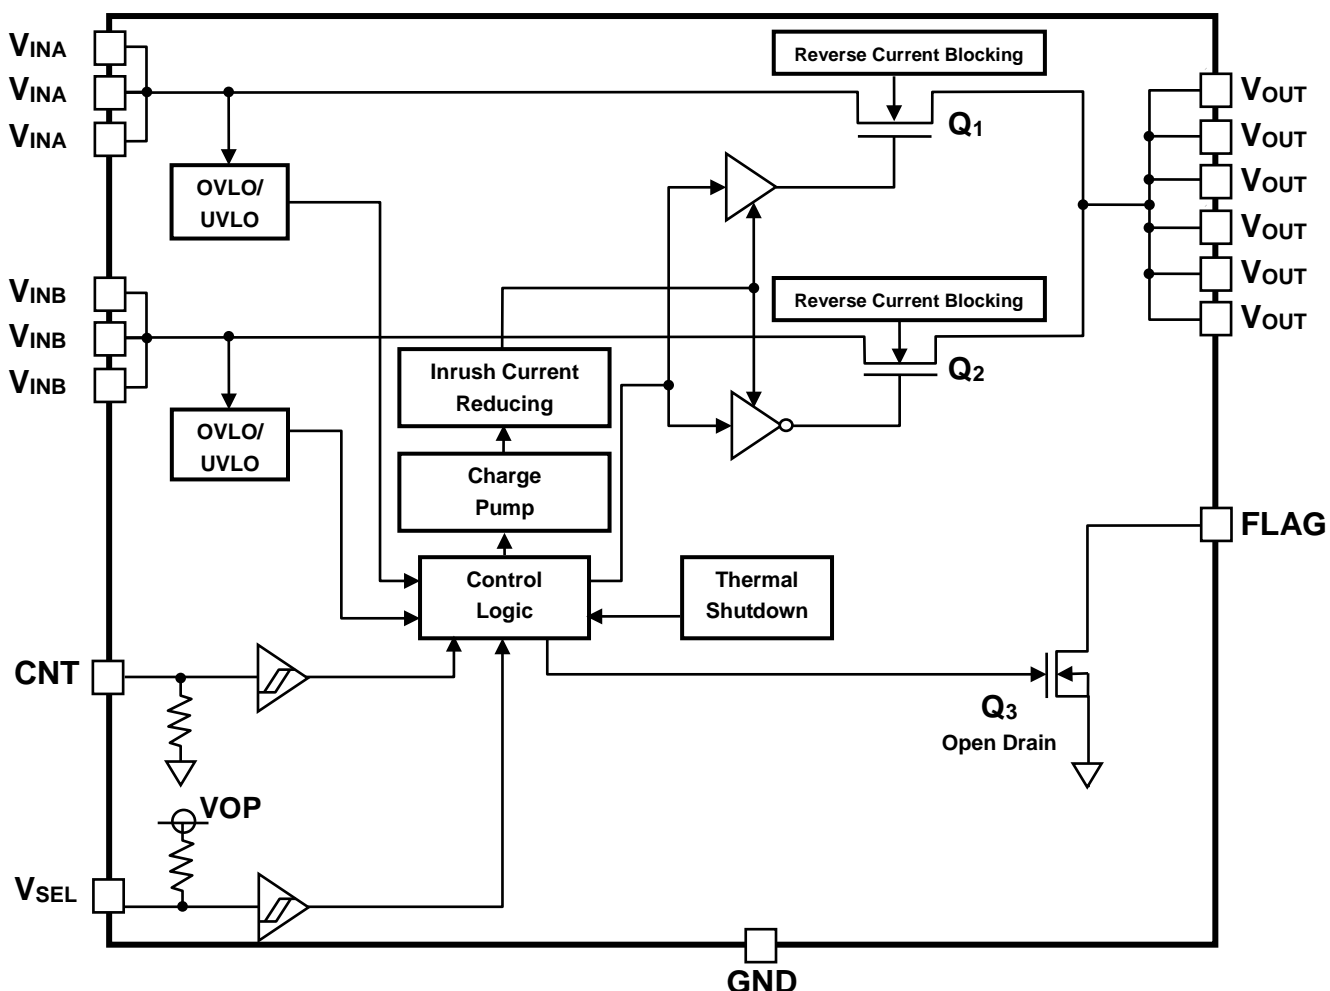 VINA
VINA
VINA
Reverse Current Blocking
Q1
OVLO/
UVLO
VOUT
VOUT
VOUT
VOUT
VOUT
VOUT
VINB
VINB
VINB
Reverse Current Blocking
Q2
OVLO/
UVLO
Inrush Current
Reducing
Charge
Pump
Control
Logic
Thermal
Shutdown
FLAG
CNT
Q3
Open Drain
VOP
VSEL
GND